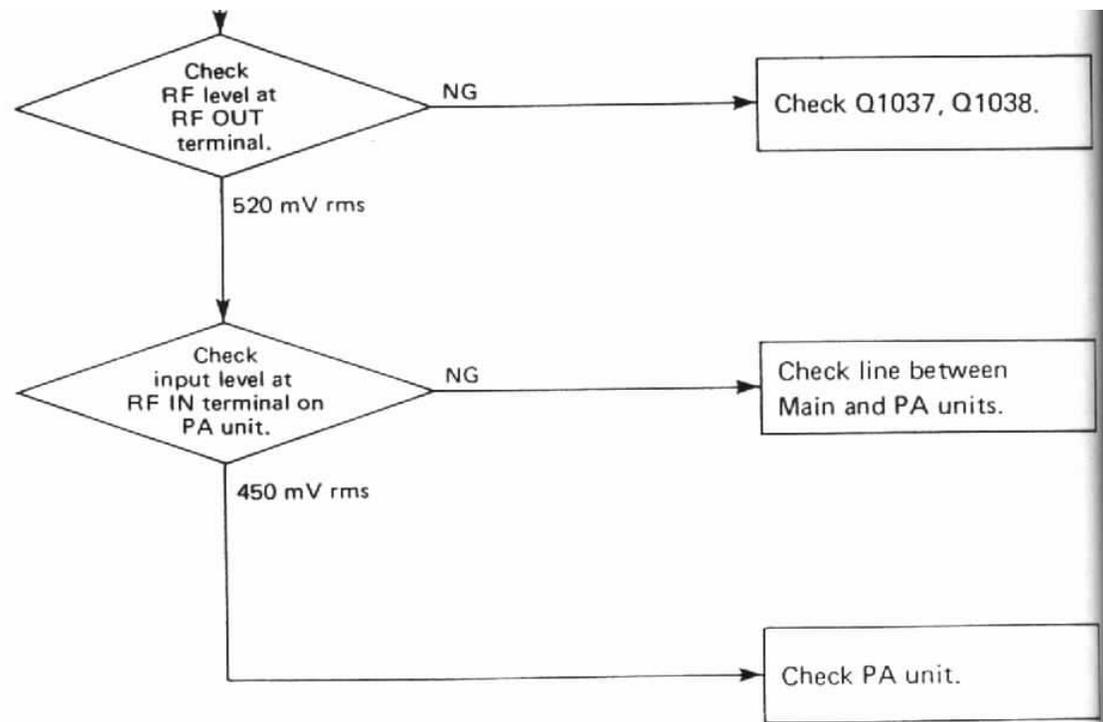 Check
RF level at
RF OUT
terminal.
NG
Check Q1037, Q1038.
520 mV rms
Check
input level at
RF IN terminal on
PA unit.
NG
Check line between
Main and PA units.
450 mV rms
Check PA unit.